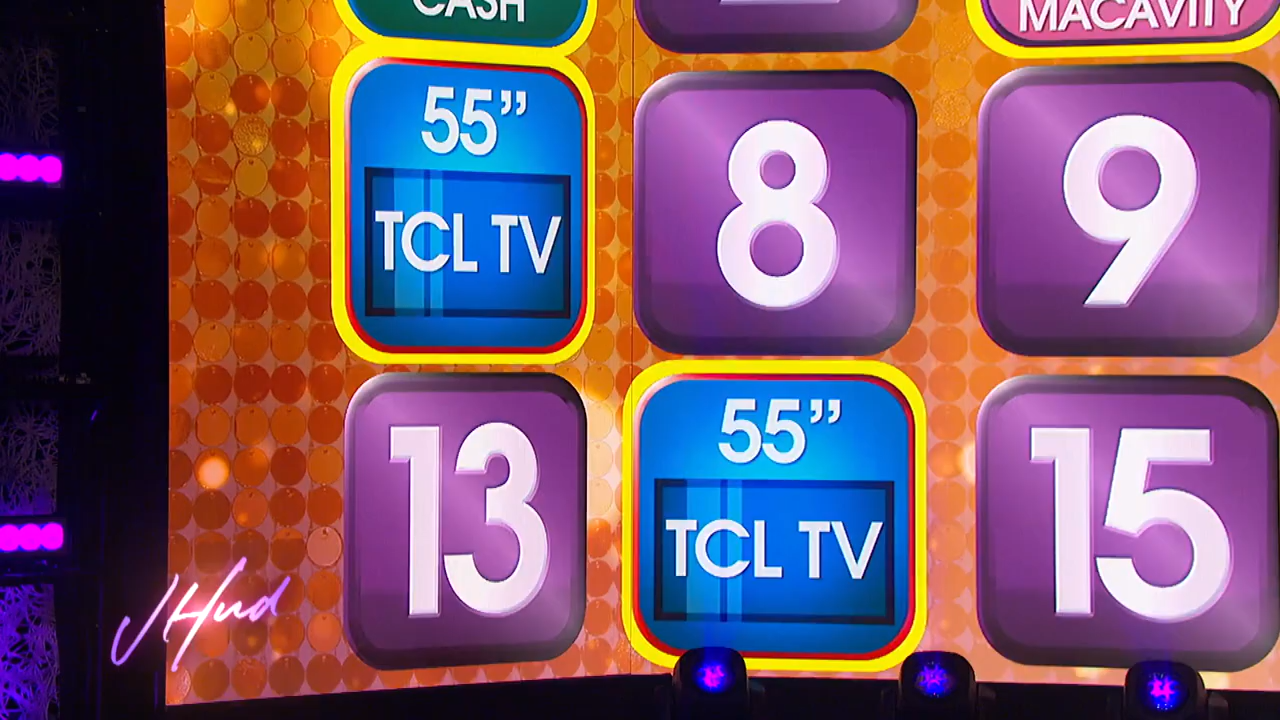 CASH
MACAVITY
55”
TCL TV
8
9
13
55”
TCL TV
15
JHud